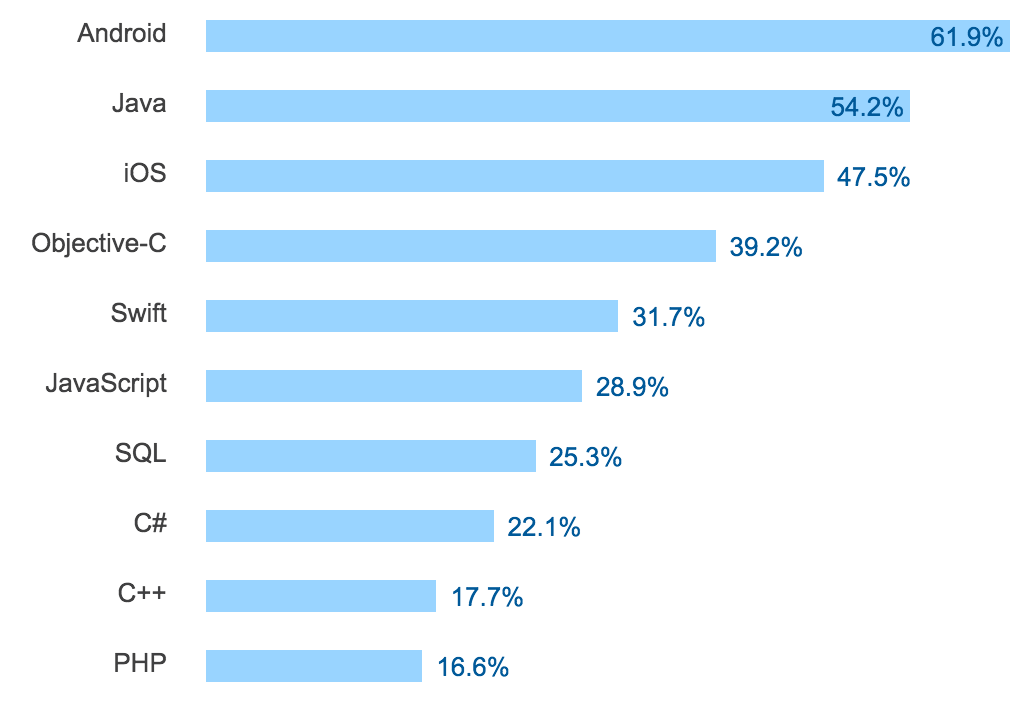 Android 61.9%
Java 54.2%
iOS 47.5%
Objective-C 39.2%
Swift 31.7%
JavaScript 28.9%
SQL 25.3%
C# 22.1%
C++ 17.7%
PHP 16.6%